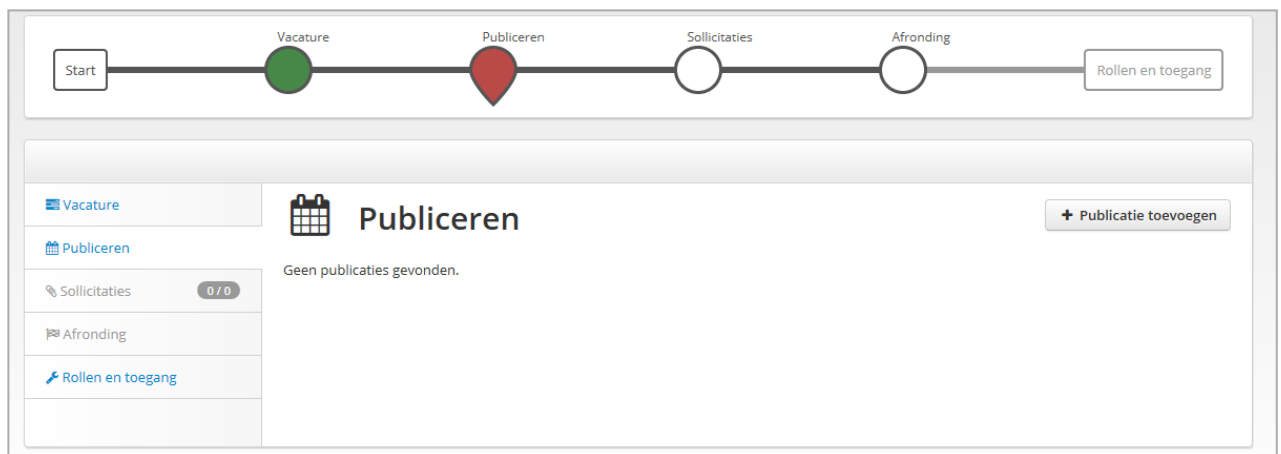 Vacature
Publiceren
Sollicitaties
Afronding
Start
Rollen en toegang
Vacature
Publiceren
Sollicitaties 0 / 0
Afronding
Rollen en toegang
Publiceren
+ Publicatie toevoegen
Geen publicaties gevonden.